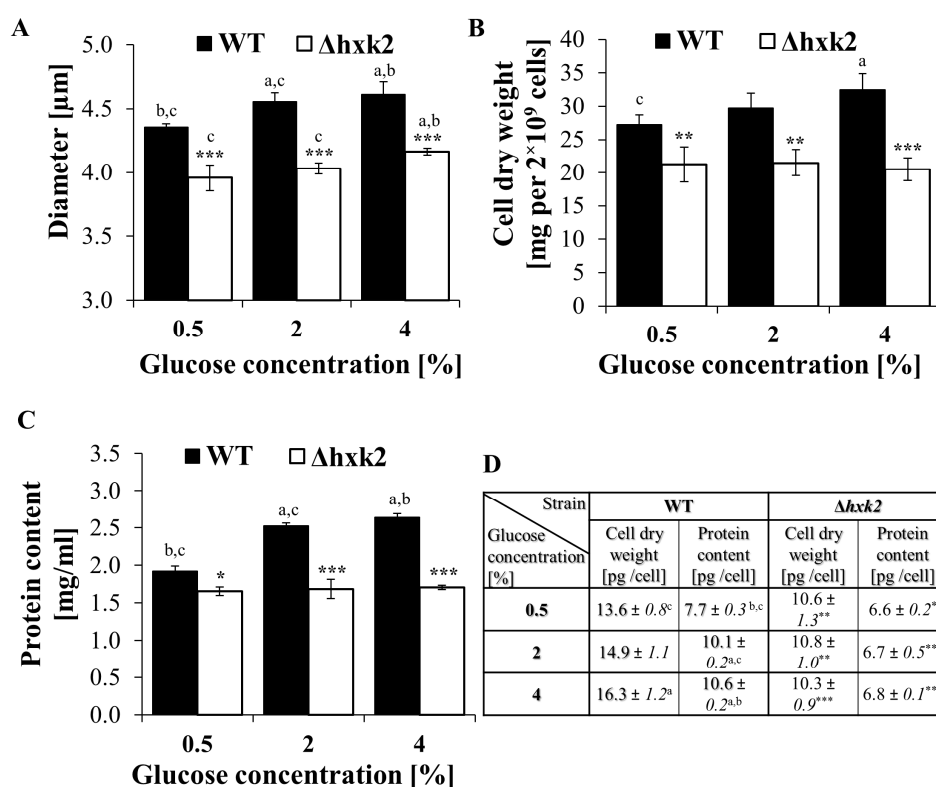 A
WT Δhxk2
Diameter [µm]
5.0
4.5
4.0
3.5
3.0
b,c
c
***
a,c
c
***
a,b
a,b
***
0.5 2 4
Glucose concentration [%]
B
WT Δhxk2
Cell dry weight
[mg per 2×10⁹ cells]
40
35
30
25
20
15
10
5
0
c
**
**
a
***
0.5 2 4
Glucose concentration [%]
C
WT Δhxk2
Protein content
[mg/ml]
3.5
3.0
2.5
2.0
1.5
1.0
0.5
0.0
b,c
*
a,c
***
a,b
***
0.5 2 4
Glucose concentration [%]
D
Strain
Glucose
concentration
[%]
WT
Δhxk2
Cell dry
weight
[pg /cell]
Protein
content
[pg /cell]
Cell dry
weight
[pg /cell]
Protein
content
[pg /cell]
0.5
13.6 ± 0.8ᶜ
7.7 ± 0.3 ᵇ,ᶜ
10.6 ±
1.3**
6.6 ± 0.2*
2
14.9 ± 1.1
10.1 ±
0.2ᵃ,ᶜ
10.8 ±
1.0**
6.7 ± 0.5**
4
16.3 ± 1.2ᵃ
10.6 ±
0.2ᵃ,ᵇ
10.3 ±
0.9***
6.8 ± 0.1**